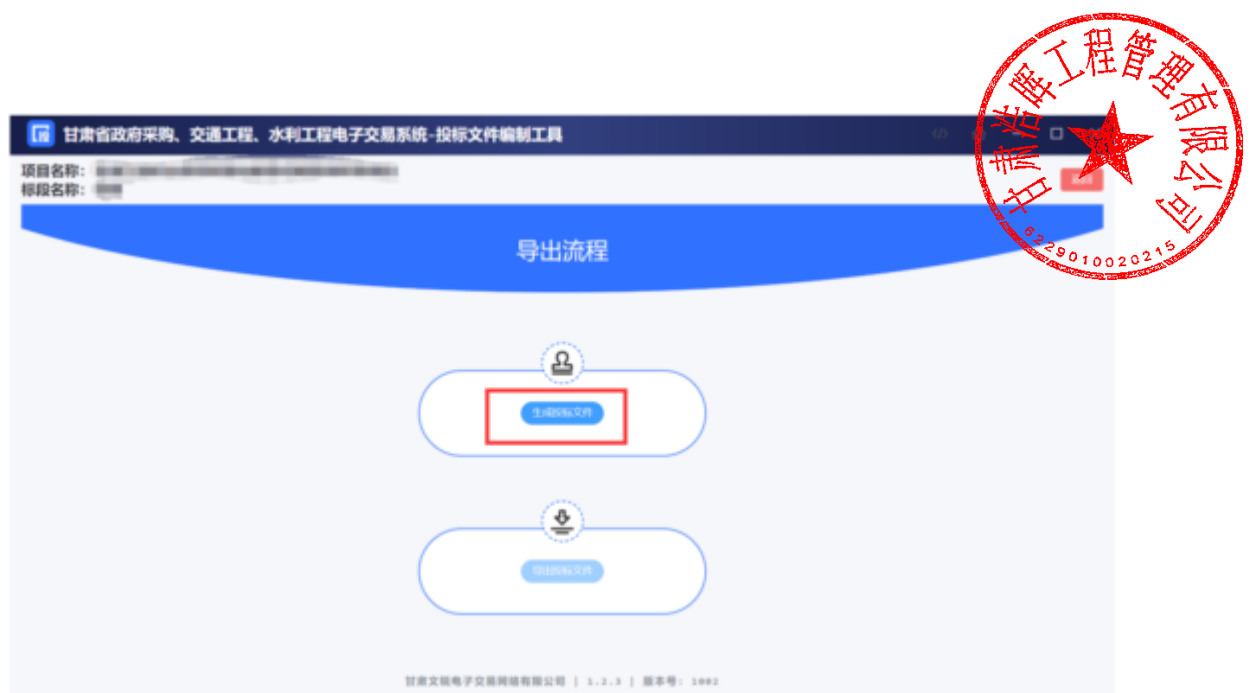 甘肃浩晖工程管理有限公司
6229010020215
甘肃省政府采购、交通工程、水利工程电子交易系统-投标文件编制工具
项目名称：
标段名称：
返回
导出流程
生成投标文件
导出投标文件
甘肃文锐电子交易网络有限公司 | 1.2.3 | 版本号：1002